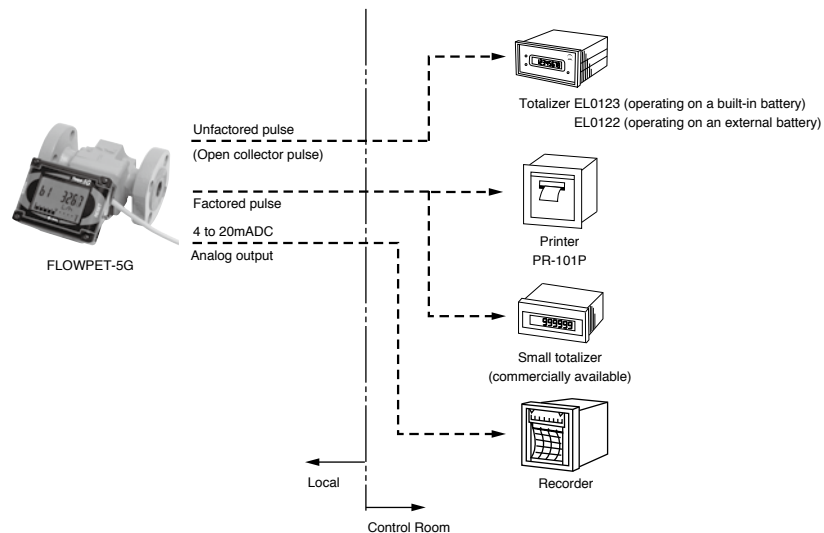 Totalizer EL0123 (operating on a built-in battery)
EL0122 (operating on an external battery)
Unfactored pulse
(Open collector pulse)
Factored pulse
4 to 20mADC
Analog output
FLOWPET-5G
Printer
PR-101P
999999
Small totalizer
(commercially available)
Recorder
Local
Control Room